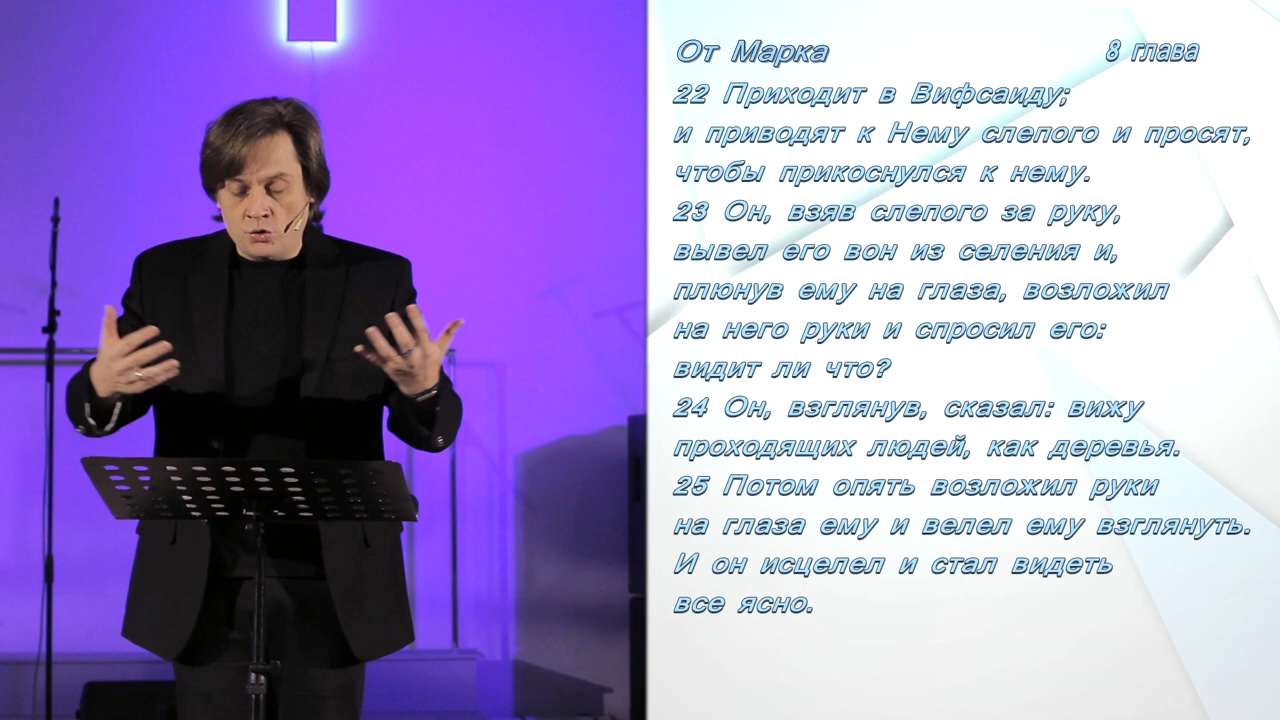 От Марка 8 глава
22 Приходит в Вифсаиду;
и приводят к Нему слепого и просят,
чтобы прикоснулся к нему.
23 Он, взяв слепого за руку,
вывел его вон из селения и,
плюнув ему на глаза, возложил
на него руки и спросил его:
видит ли что?
24 Он, взглянув, сказал: вижу
проходящих людей, как деревья.
25 Потом опять возложил руки
на глаза ему и велел ему взглянуть.
И он исцелел и стал видеть
все ясно.